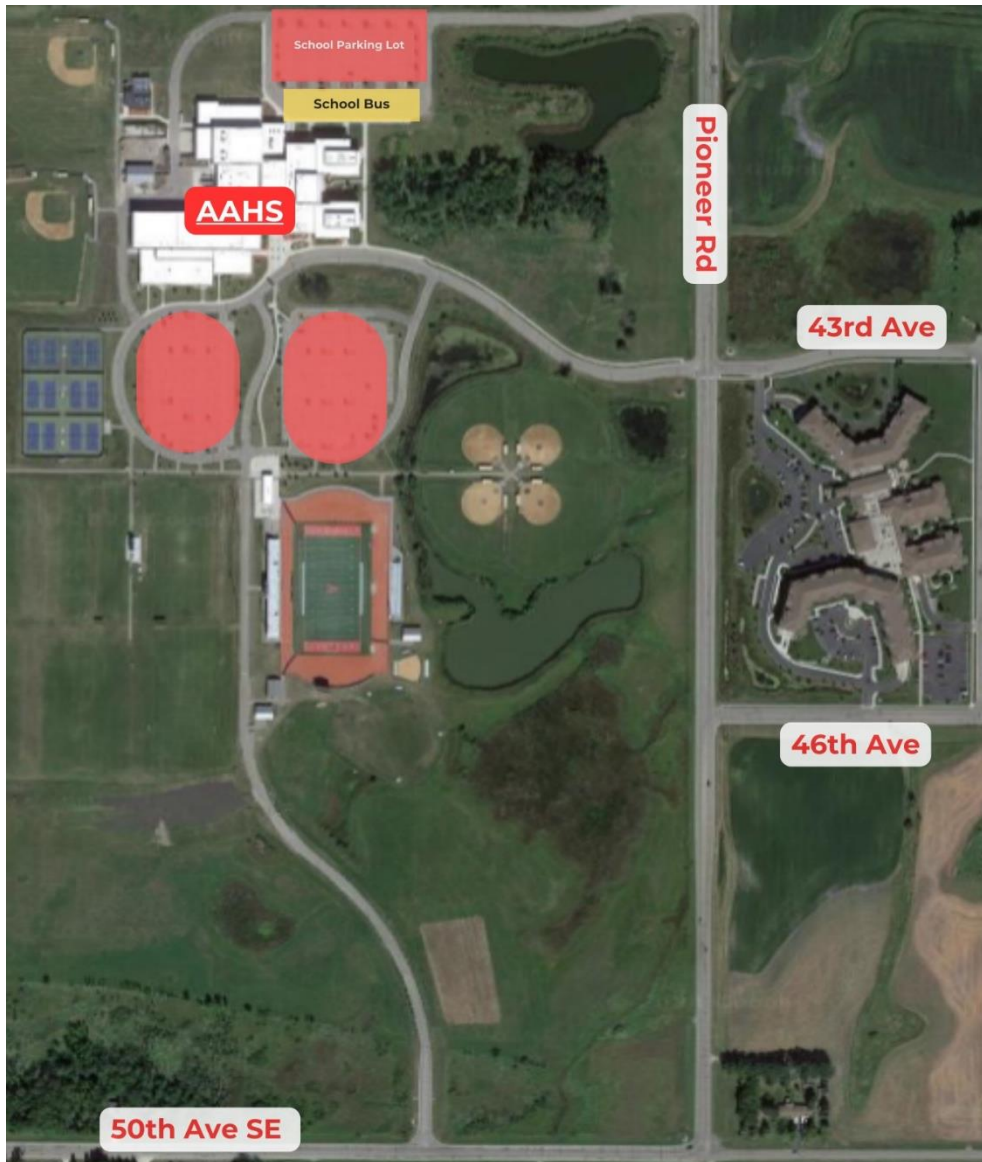 School Parking Lot
School Bus
Pioneer Rd
AAHS
43rd Ave
46th Ave
50th Ave SE